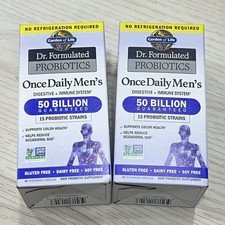 NO REFRIGERATION REQUIRED
Garden of Life
Dr. Formulated
PROBIOTICS
Once Daily Men's
DIGESTIVE + IMMUNE SYSTEM
50 BILLION
GUARANTEED
15 PROBIOTIC STRAINS
SUPPORTS COLON HEALTH
HELPS REDUCE
OCCASIONAL GAS
GLUTEN FREE • DAIRY FREE • SOY FREE
NO REFRIGERATION REQUIRED
Garden of Life
Dr. Formulated
PROBIOTICS
Once Daily Men's
DIGESTIVE + IMMUNE SYSTEM
50 BILLION
GUARANTEED
15 PROBIOTIC STRAINS
SUPPORTS COLON HEALTH
HELPS REDUCE
OCCASIONAL GAS
GLUTEN FREE • DAIRY FREE • SOY FREE